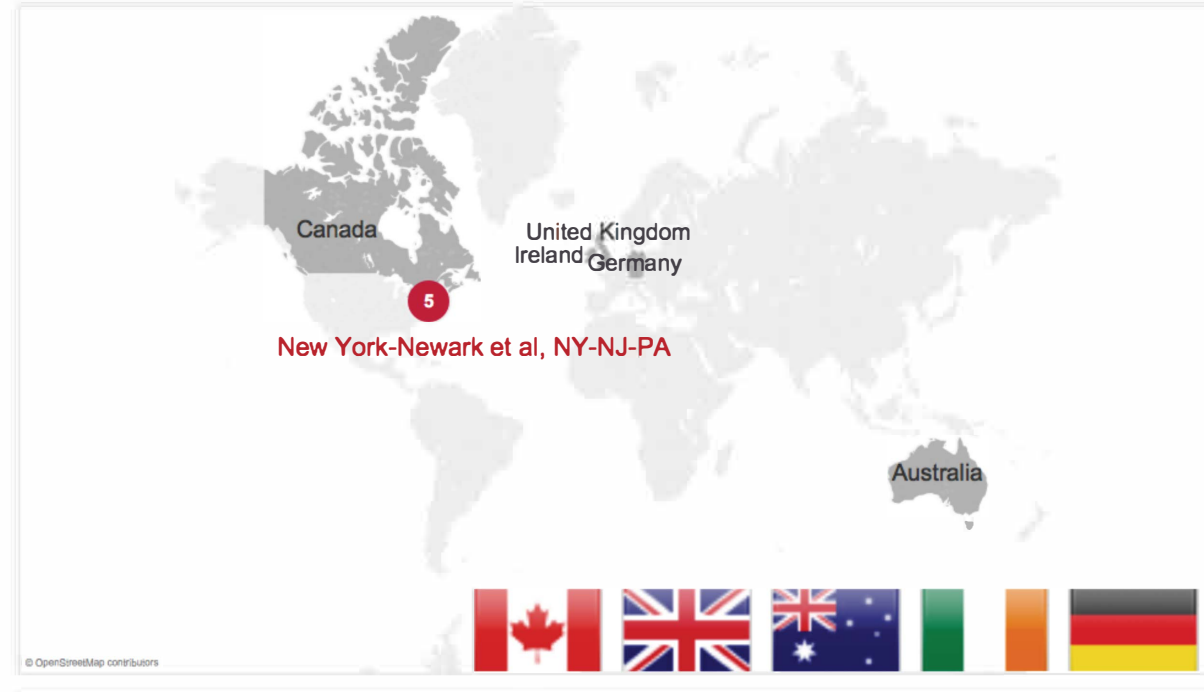 Canada
United Kingdom
Ireland
Germany
5
New York-Newark et al, NY-NJ-PA
Australia
© OpenStreetMap contributors